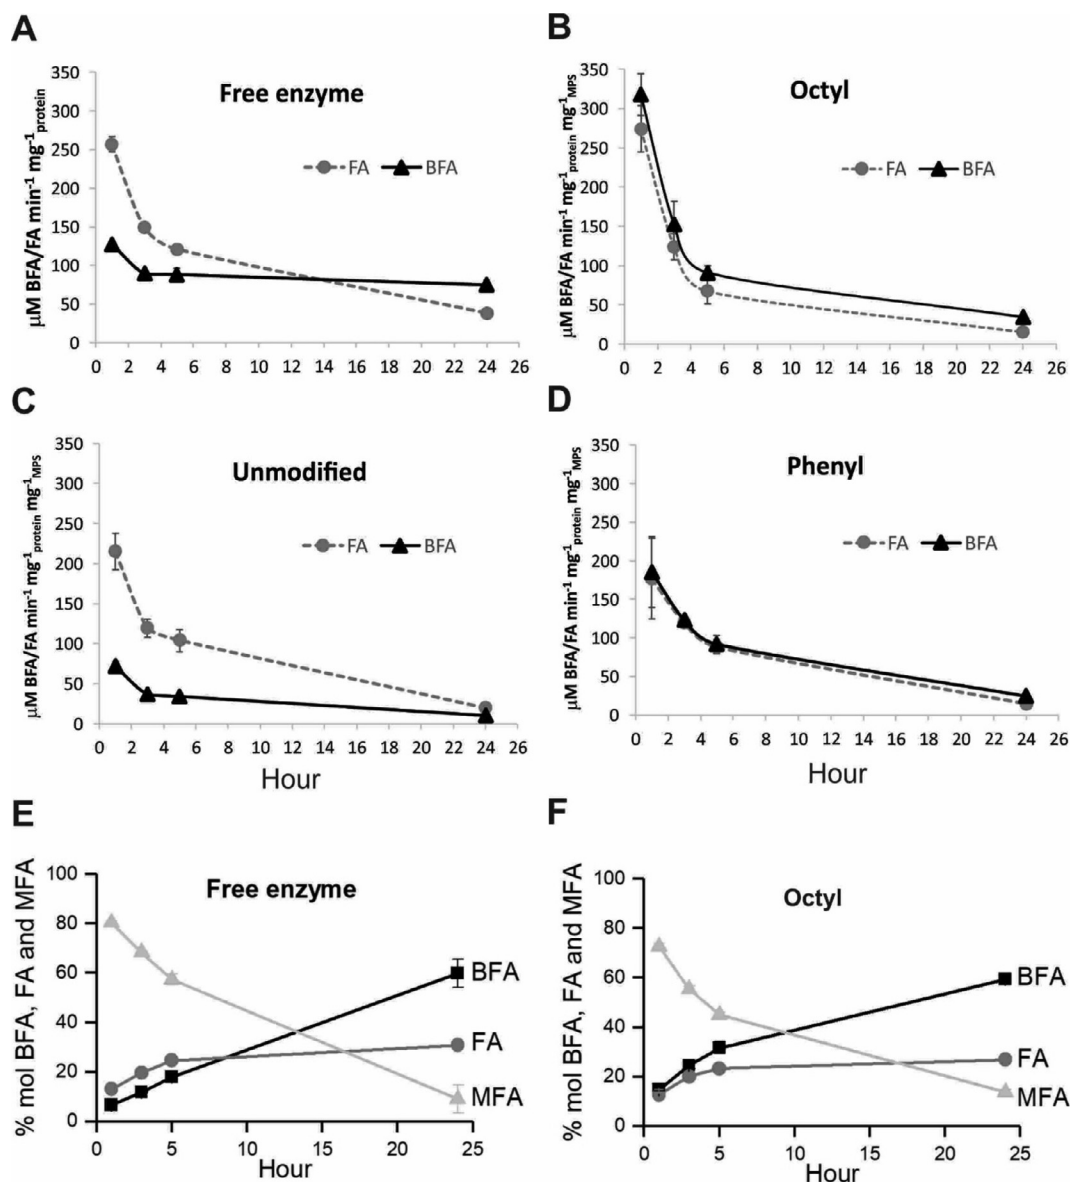 A
Free enzyme
μM BFA/FA min⁻¹ mg⁻¹protein
350
300
250
200
150
100
50
0
FA
BFA
0 2 4 6 8 10 12 14 16 18 20 22 24 26
B
Octyl
μM BFA/FA min⁻¹ mg⁻¹protein mg⁻¹MPS
350
300
250
200
150
100
50
0
FA
BFA
0 2 4 6 8 10 12 14 16 18 20 22 24 26
C
Unmodified
μM BFA/FA min⁻¹ mg⁻¹protein mg⁻¹MPS
350
300
250
200
150
100
50
0
FA
BFA
0 2 4 6 8 10 12 14 16 18 20 22 24 26
Hour
D
Phenyl
μM BFA/FA min⁻¹ mg⁻¹protein mg⁻¹MPS
350
300
250
200
150
100
50
0
FA
BFA
0 2 4 6 8 10 12 14 16 18 20 22 24 26
Hour
E
Free enzyme
% mol BFA, FA and MFA
100
80
60
40
20
0
BFA
FA
MFA
0 5 10 15 20 25
Hour
F
Octyl
% mol BFA, FA and MFA
100
80
60
40
20
0
BFA
FA
MFA
0 5 10 15 20 25
Hour